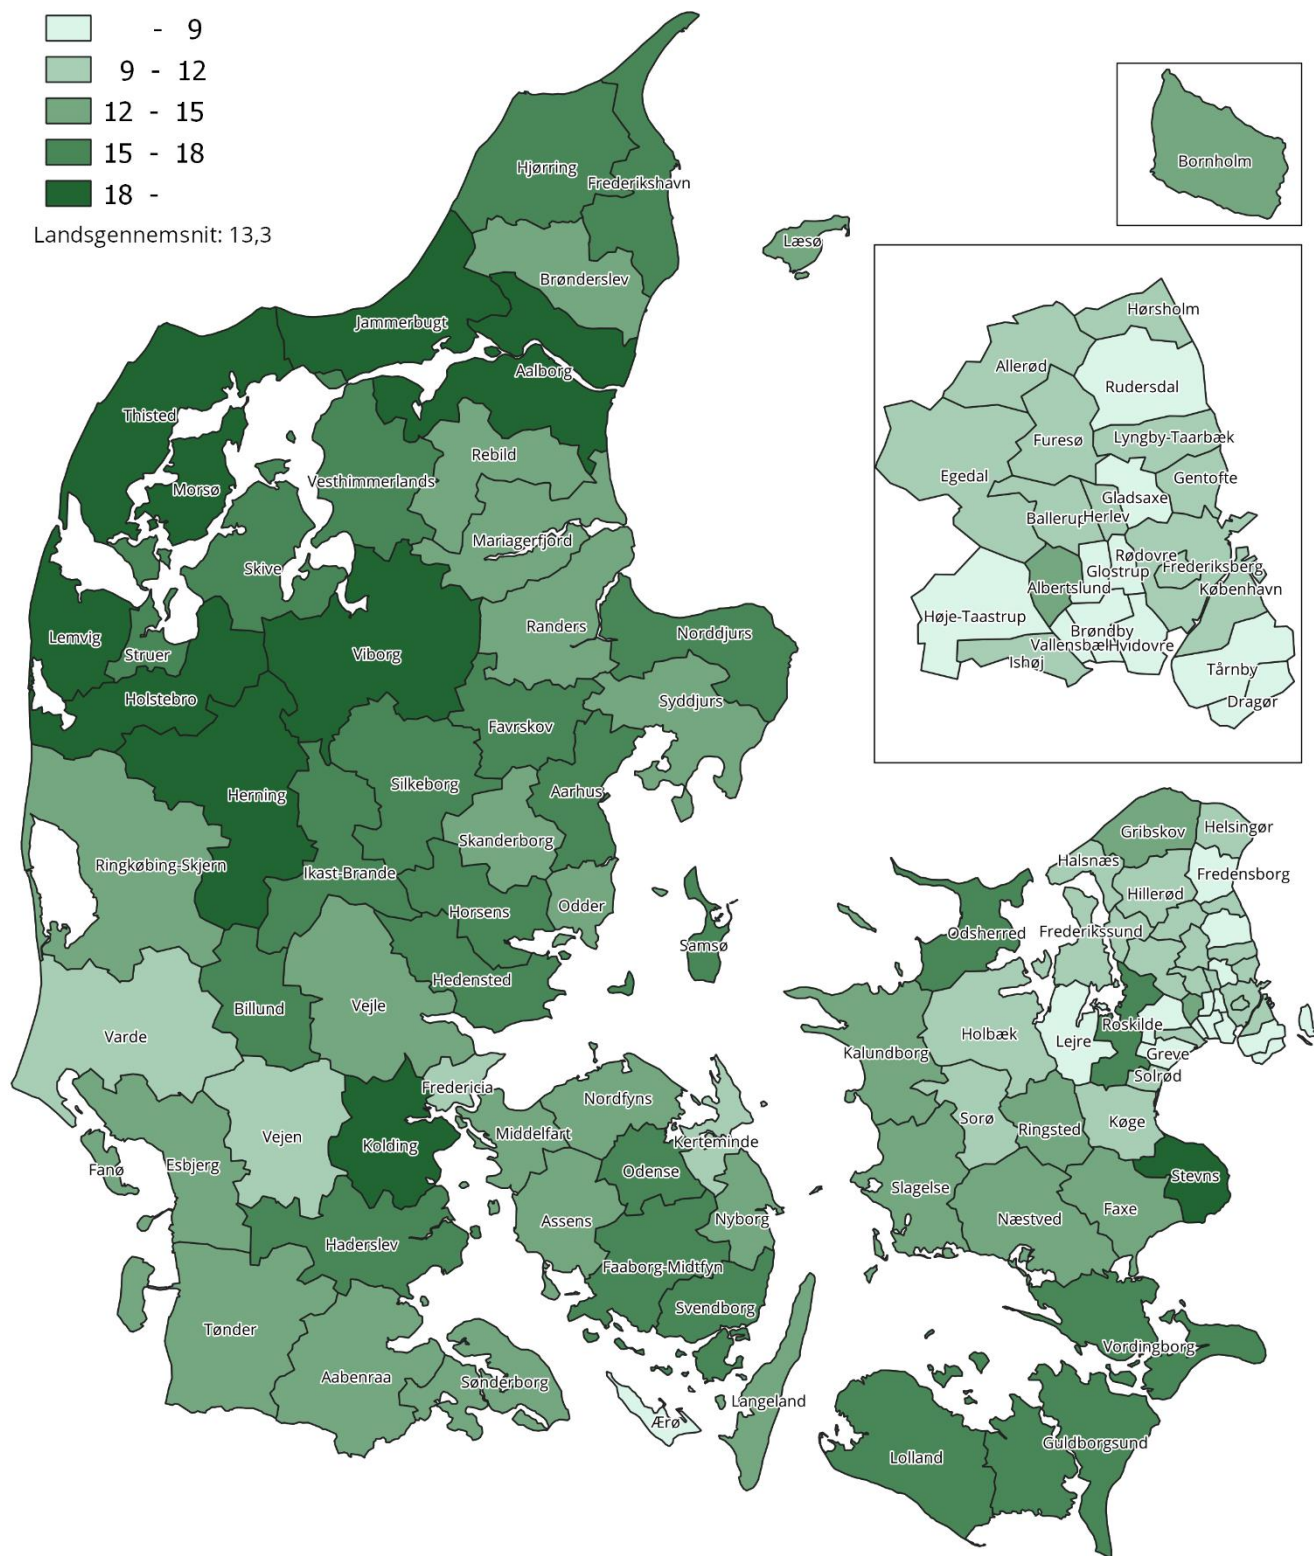 - 9
9 - 12
12 - 15
15 - 18
18 -
Landsgennemsnit: 13,3
Hjørring
Frederikshavn
Bornholm
Læsø
Brønderslev
Jammerbugt
Aalborg
Thisted
Rebild
Vesthimmerlands
Morsø
Mariagerfjord
Skive
Randers
Norddjurs
Lemvig
Struer
Viborg
Holstebro
Syddjurs
Favrskov
Silkeborg
Aarhus
Herning
Skanderborg
Ringkøbing-Skjern
Ikast-Brande
Horsens
Odder
Samsø
Hedensted
Billund
Vejle
Varde
Fredericia
Vejen
Kolding
Esbjerg
Fanø
Haderslev
Tønder
Aabenraa
Sønderborg
Nordfyns
Middelfart
Kerteminde
Odense
Assens
Nyborg
Faaborg-Midtfyn
Svendborg
Langeland
Ærø
Hørsholm
Allerød
Rudersdal
Furesø
Lyngby-Taarbæk
Egedal
Gentofte
Gladsaxe
Ballerup
Herlev
Rødovre
Frederiksberg
Glostrup
Albertslund
København
Høje-Taastrup
Brøndby
Vallensbæk
Hvidovre
Ishøj
Tårnby
Dragør
Gribskov
Helsingør
Halsnæs
Fredensborg
Hillerød
Frederikssund
Odsherred
Roskilde
Holbæk
Lejre
Kalundborg
Greve
Solrød
Sorø
Ringsted
Køge
Stevns
Slagelse
Næstved
Faxe
Vordingborg
Guldborgsund
Lolland